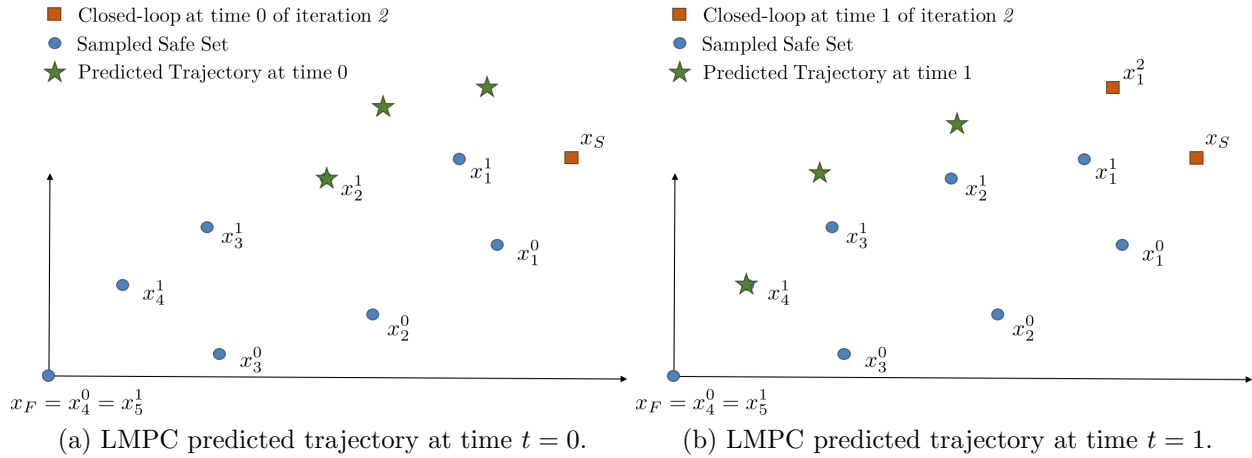 Closed-loop at time 0 of iteration 2
Sampled Safe Set
Predicted Trajectory at time 0
x_S
x_1^1
x_2^1
x_3^1
x_1^0
x_4^1
x_2^0
x_3^0
x_F = x_4^0 = x_5^1
(a) LMPC predicted trajectory at time t = 0.
Closed-loop at time 1 of iteration 2
Sampled Safe Set
Predicted Trajectory at time 1
x_1^2
x_S
x_1^1
x_2^1
x_3^1
x_1^0
x_4^1
x_2^0
x_3^0
x_F = x_4^0 = x_5^1
(b) LMPC predicted trajectory at time t = 1.